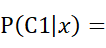 P(C1|x) =